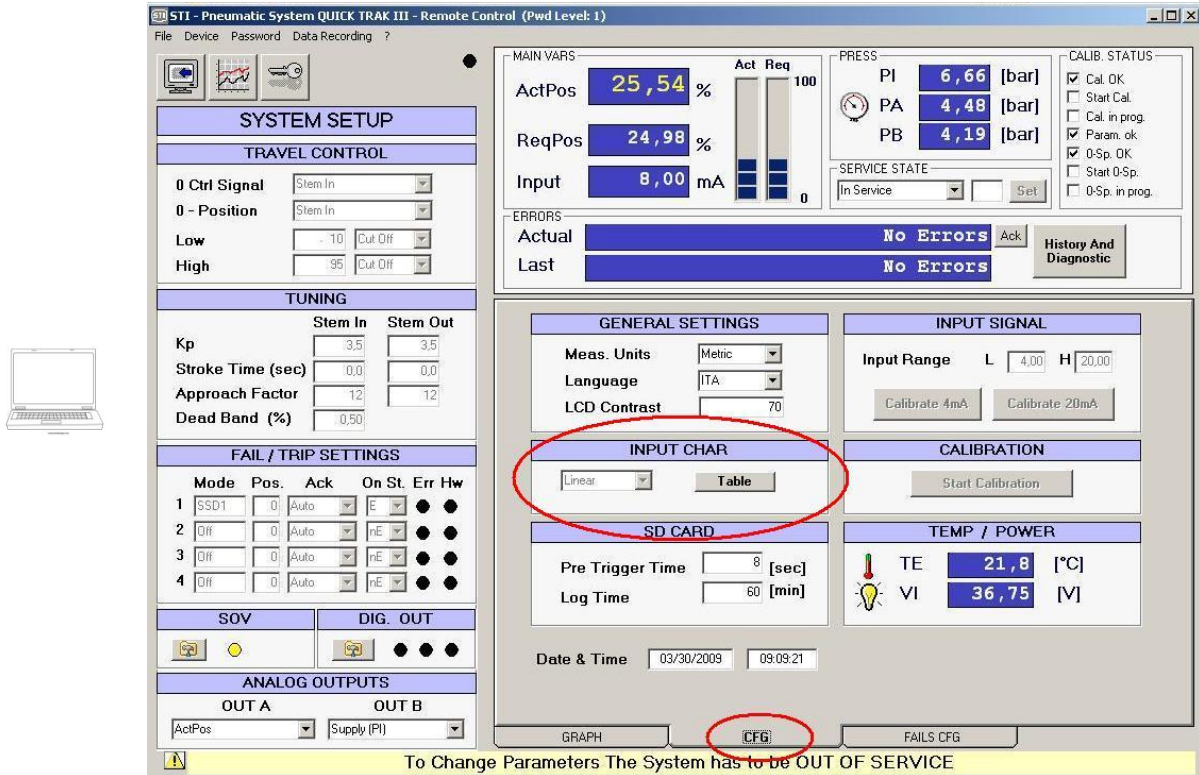 STI - Pneumatic System QUICK TRAK III - Remote Control (Pwd Level: 1)
File Device Password Data Recording ?
SYSTEM SETUP
TRAVEL CONTROL
0 Ctrl Signal Stem In
0 - Position Stem In
Low - 10 Cut Off
High 95 Cut Off
TUNING
Stem In Stem Out
Kp 3,5 3,5
Stroke Time (sec) 0,0 0,0
Approach Factor 12 12
Dead Band (%) 0,50
FAIL / TRIP SETTINGS
Mode Pos. Ack On St. Err Hw
1 SSD1 0 Auto E
2 Off 0 Auto nE
3 Off 0 Auto nE
4 Off 0 Auto nE
SOV DIG. OUT
ANALOG OUTPUTS
OUT A OUT B
ActPos Supply (PI)
MAIN VARS
Act Req
ActPos 25,54 % 100
ReqPos 24,98 %
Input 8,00 mA 0
PRESS
PI 6,66 [bar]
PA 4,48 [bar]
PB 4,19 [bar]
SERVICE STATE
In Service Set
CALIB. STATUS
Cal. OK
Start Cal.
Cal. in prog.
Param. ok
0-Sp. OK
Start 0-Sp.
0-Sp. in prog.
ERRORS
Actual No Errors Ack
Last No Errors
History And
Diagnostic
GENERAL SETTINGS
Meas. Units Metric
Language ITA
LCD Contrast 70
INPUT SIGNAL
Input Range L 4,00 H 20,00
Calibrate 4mA Calibrate 20mA
INPUT CHAR
Linear Table
CALIBRATION
Start Calibration
SD CARD
Pre Trigger Time 8 [sec]
Log Time 60 [min]
TEMP / POWER
TE 21,8 [°C]
VI 36,75 [V]
Date & Time 03/30/2009 09:09:21
GRAPH CFG FAILS CFG
To Change Parameters The System has to be OUT OF SERVICE